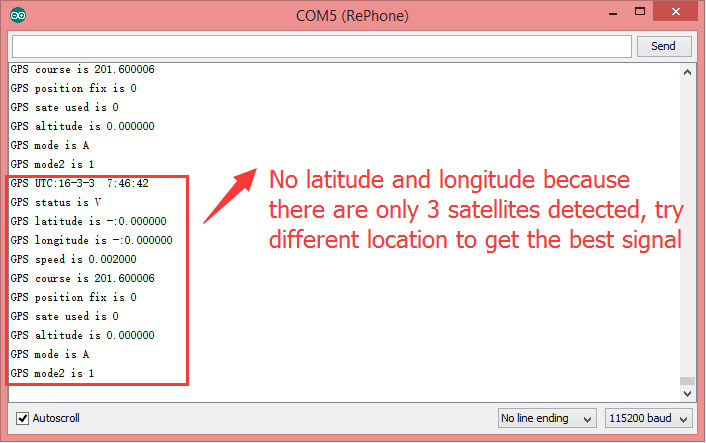 COM5 (RePhone)
Send
GPS course is 201.600006
GPS position fix is 0
GPS sate used is 0
GPS altitude is 0.000000
GPS mode is A
GPS mode2 is 1
GPS UTC:16-3-3  7:46:42
GPS status is V
GPS latitude is -:0.000000
GPS longitude is -:0.000000
GPS speed is 0.002000
GPS course is 201.600006
GPS position fix is 0
GPS sate used is 0
GPS altitude is 0.000000
GPS mode is A
GPS mode2 is 1
No latitude and longitude because
there are only 3 satellites detected, try
different location to get the best signal
Autoscroll
No line ending
115200 baud